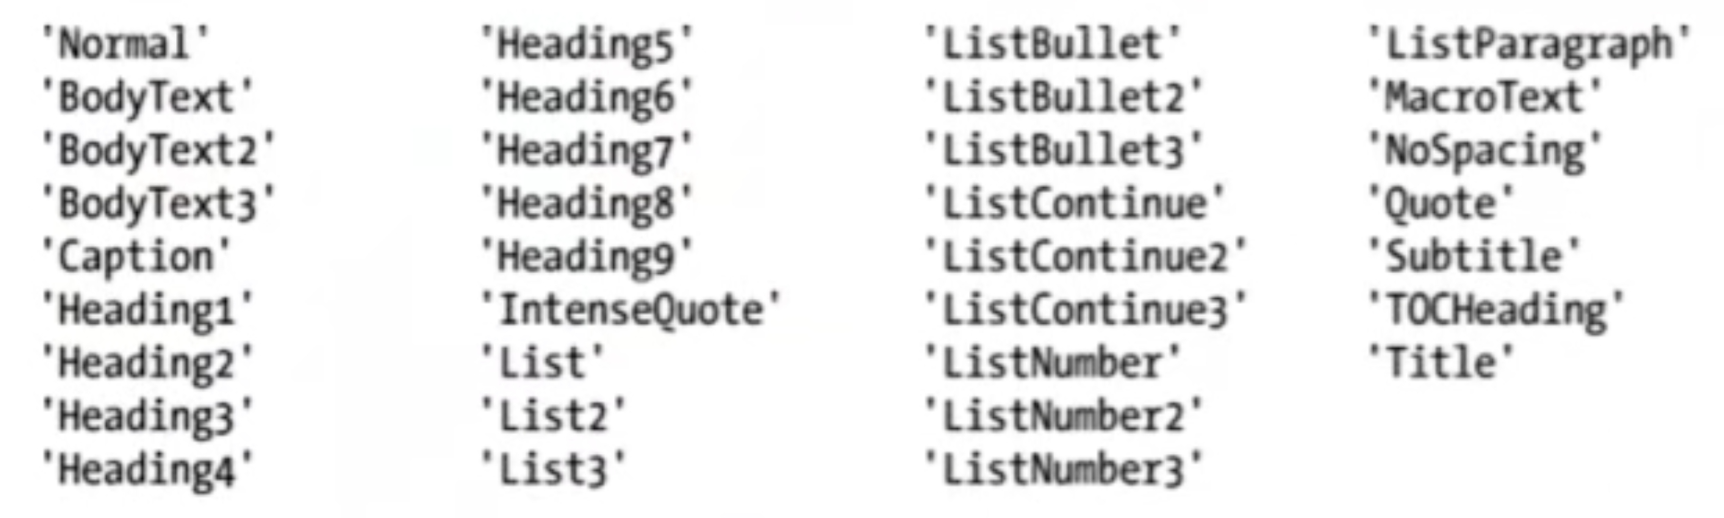 'Normal' 'Heading5' 'ListBullet' 'ListParagraph'
'BodyText' 'Heading6' 'ListBullet2' 'MacroText'
'BodyText2' 'Heading7' 'ListBullet3' 'NoSpacing'
'BodyText3' 'Heading8' 'ListContinue' 'Quote'
'Caption' 'Heading9' 'ListContinue2' 'Subtitle'
'Heading1' 'IntenseQuote' 'ListContinue3' 'TOCHeading'
'Heading2' 'List' 'ListNumber' 'Title'
'Heading3' 'List2' 'ListNumber2'
'Heading4' 'List3' 'ListNumber3'